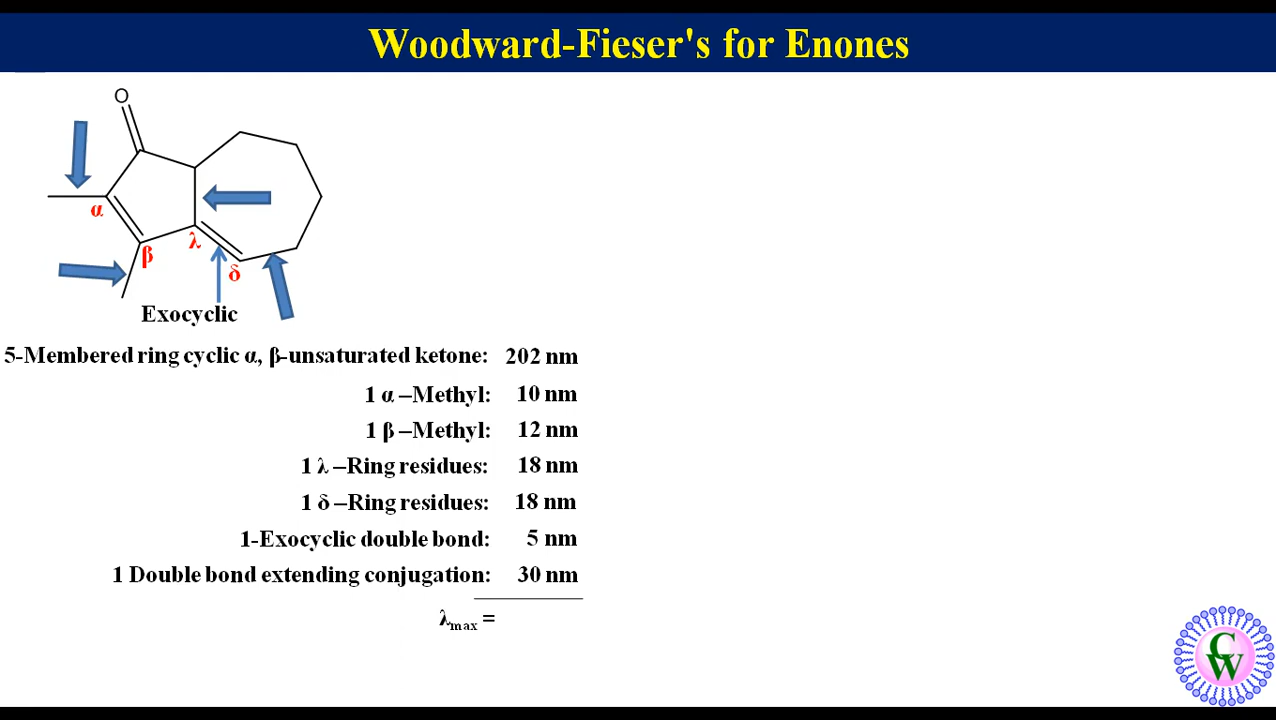 Woodward-Fieser's for Enones
O
α
β
λ
δ
Exocyclic
5-Membered ring cyclic α, β-unsaturated ketone: 202 nm
1 α –Methyl: 10 nm
1 β –Methyl: 12 nm
1 λ –Ring residues: 18 nm
1 δ –Ring residues: 18 nm
1-Exocyclic double bond: 5 nm
1 Double bond extending conjugation: 30 nm
λmax =
CW